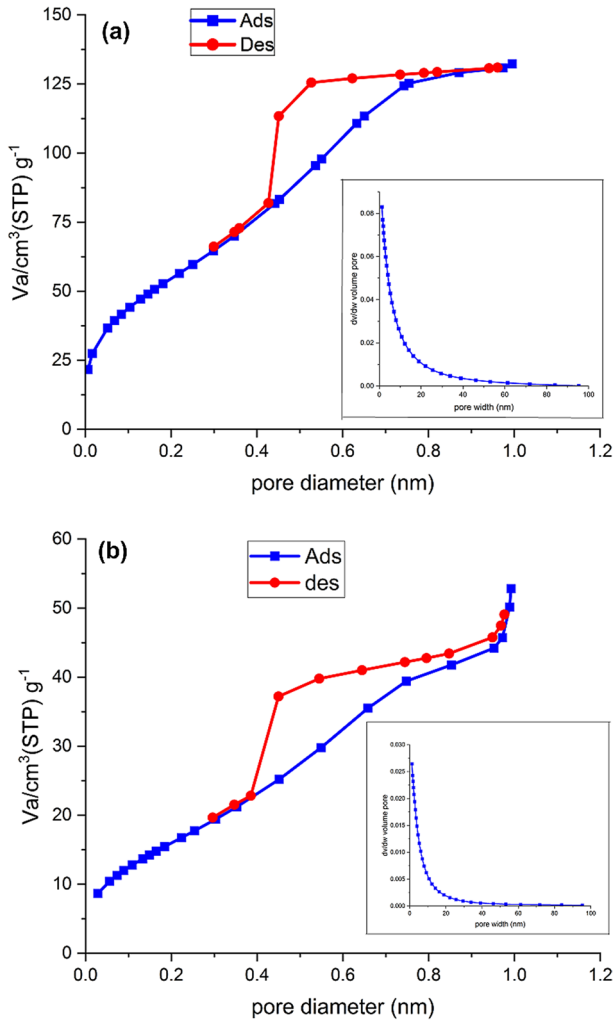 (a)
Ads
Des
150
125
100
75
50
25
0
Va/cm³(STP) g⁻¹
0.0 0.2 0.4 0.6 0.8 1.0 1.2
pore diameter (nm)
0.08
0.06
0.04
0.02
0.00
dv/dw volume pore
0 20 40 60 80 100
pore width (nm)
(b)
Ads
des
60
50
40
30
20
10
0
Va/cm³(STP) g⁻¹
0.0 0.2 0.4 0.6 0.8 1.0 1.2
pore diameter (nm)
0.030
0.025
0.020
0.015
0.010
0.005
0.000
dv/dw volume pore
0 20 40 60 80 100
pore width (nm)